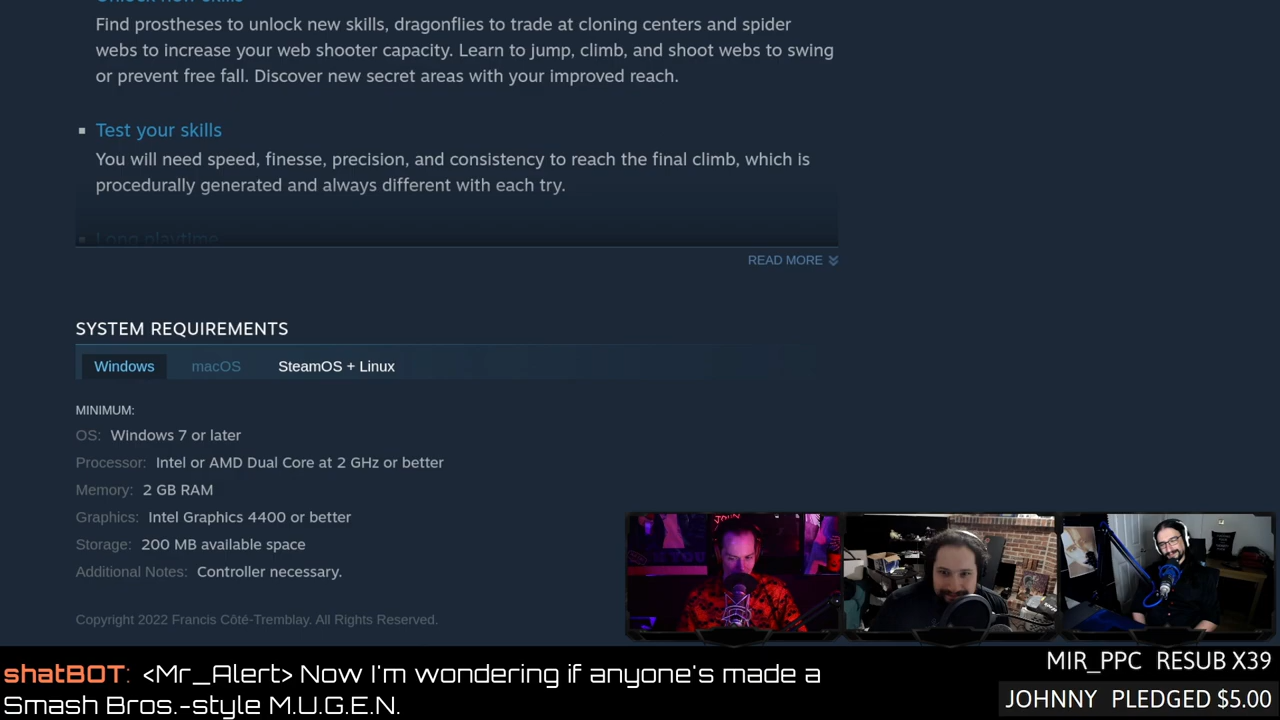 Find prostheses to unlock new skills, dragonflies to trade at cloning centers and spider
webs to increase your web shooter capacity. Learn to jump, climb, and shoot webs to swing
or prevent free fall. Discover new secret areas with your improved reach.
Test your skills
You will need speed, finesse, precision, and consistency to reach the final climb, which is
procedurally generated and always different with each try.
Long playtime
READ MORE
SYSTEM REQUIREMENTS
Windows macOS SteamOS + Linux
MINIMUM:
OS: Windows 7 or later
Processor: Intel or AMD Dual Core at 2 GHz or better
Memory: 2 GB RAM
Graphics: Intel Graphics 4400 or better
Storage: 200 MB available space
Additional Notes: Controller necessary.
Copyright 2022 Francis Côté-Tremblay. All Rights Reserved.
shatBOT: <Mr_Alert> Now I'm wondering if anyone's made a
Smash Bros.-style M.U.G.E.N.
MIR_PPC RESUB X39
JOHNNY PLEDGED $5.00